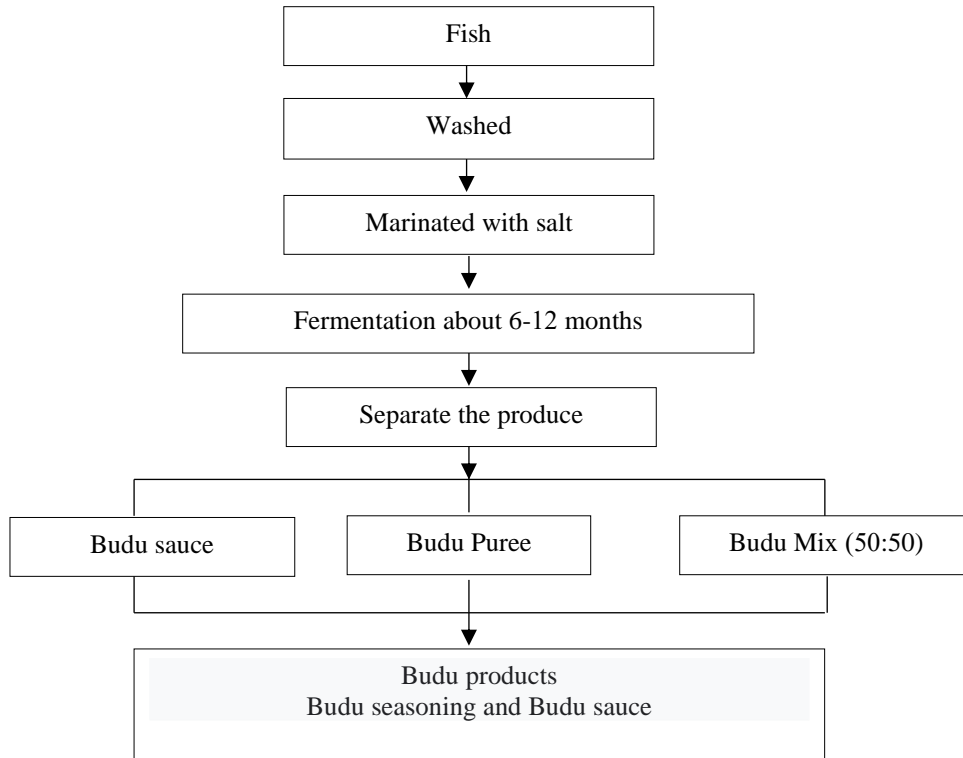 Fish
Washed
Marinated with salt
Fermentation about 6-12 months
Separate the produce
Budu sauce
Budu Puree
Budu Mix (50:50)
Budu products
Budu seasoning and Budu sauce